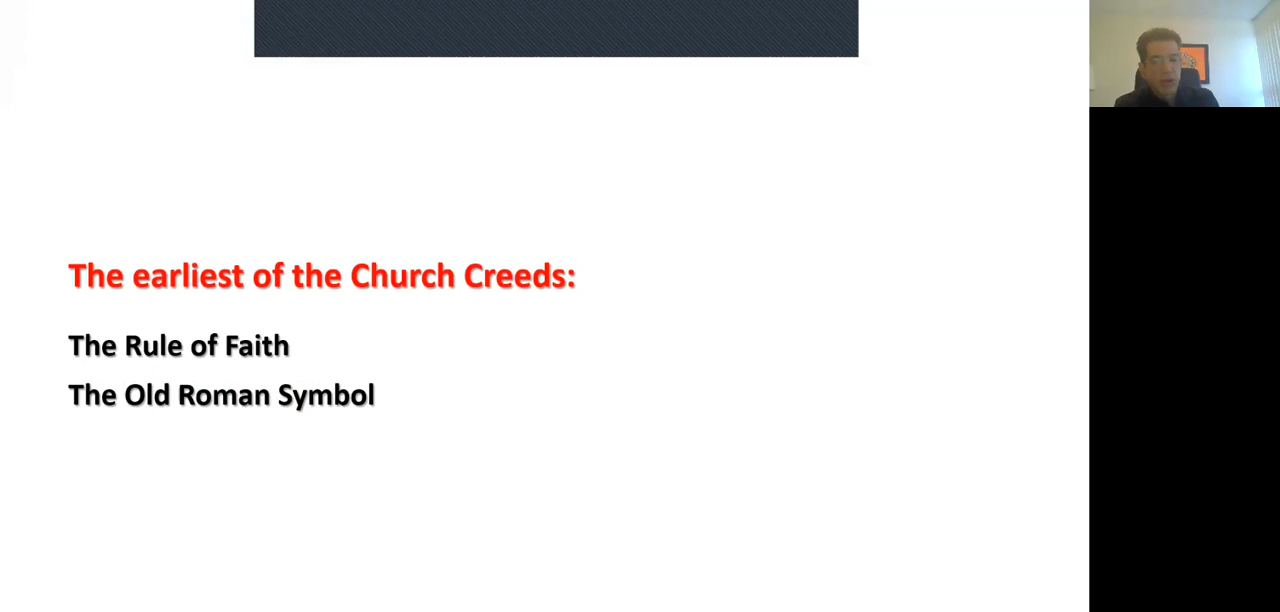 The earliest of the Church Creeds:
The Rule of Faith
The Old Roman Symbol